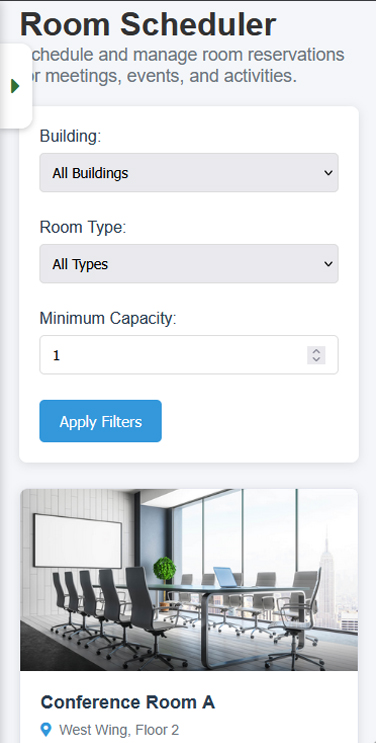 Room Scheduler
chedule and manage room reservations
r meetings, events, and activities.
Building:
All Buildings
Room Type:
All Types
Minimum Capacity:
1
Apply Filters
Conference Room A
West Wing, Floor 2